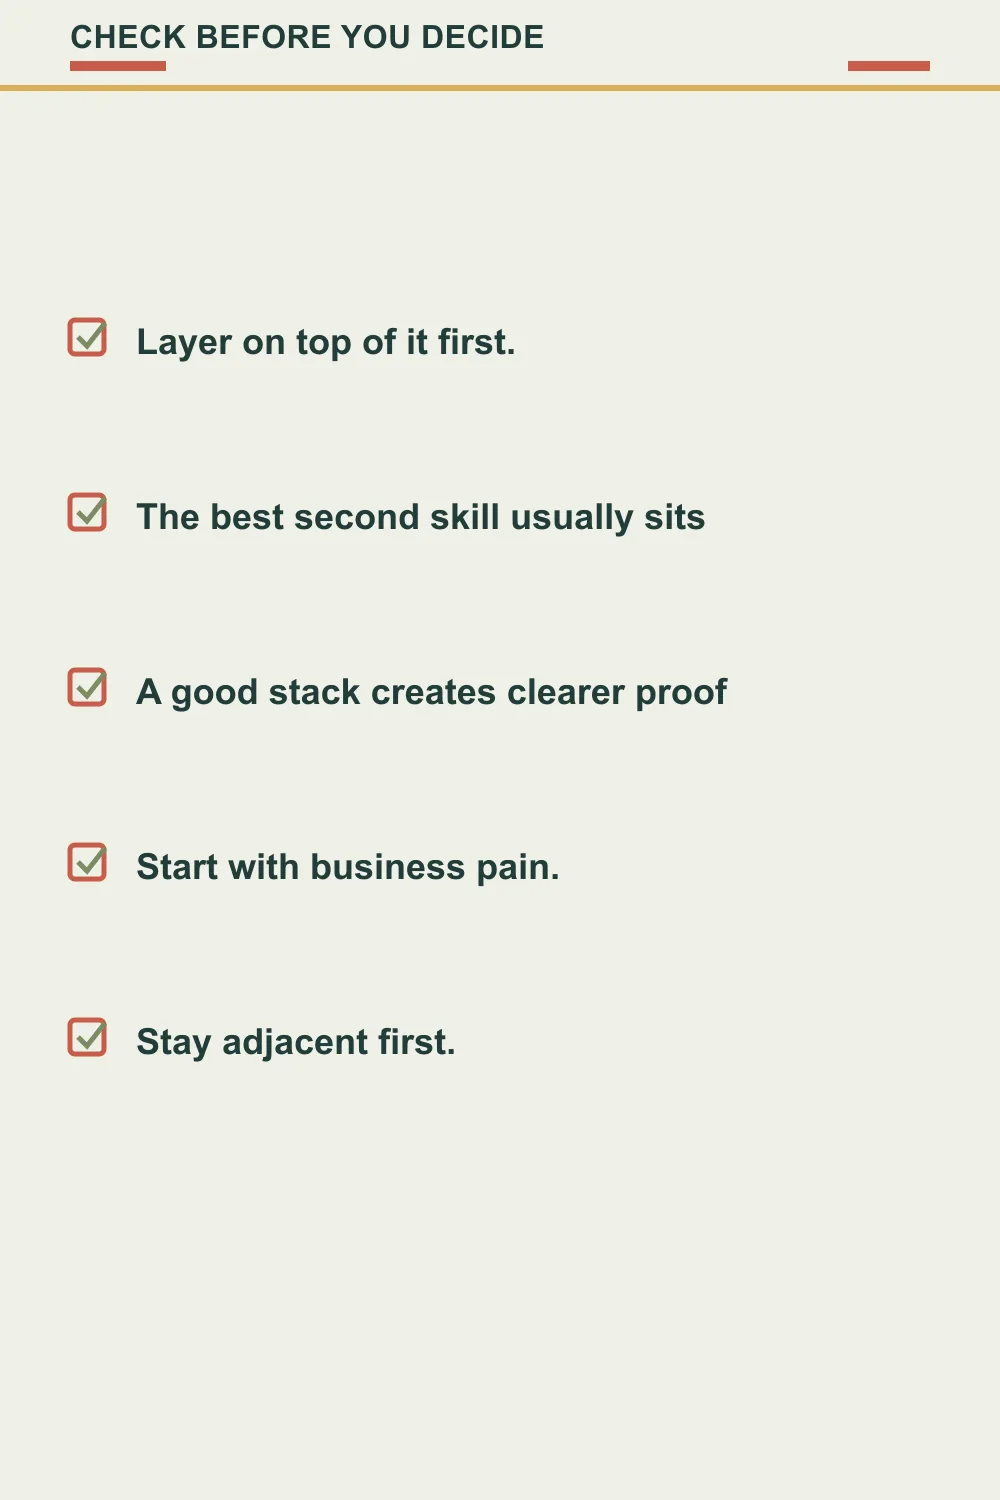 CHECK BEFORE YOU DECIDE
Layer on top of it first.
The best second skill usually sits
A good stack creates clearer proof
Start with business pain.
Stay adjacent first.